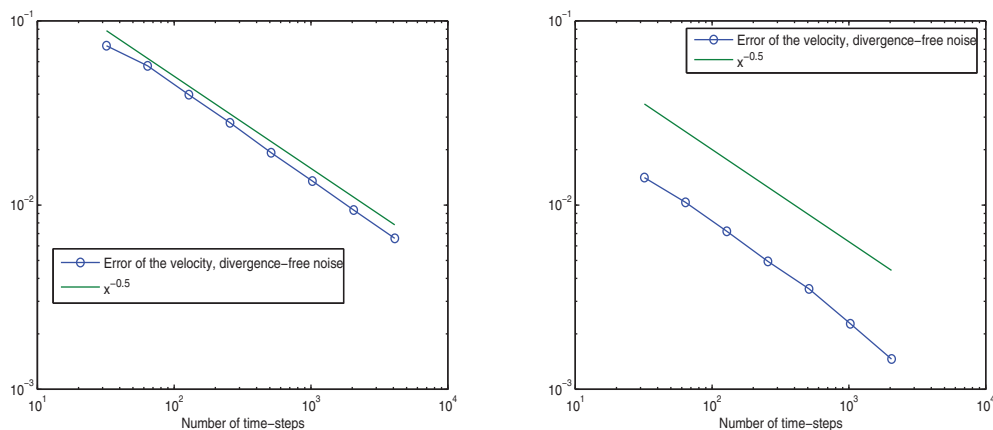 10^-1
10^-2
10^-3
10^1
10^2
10^3
10^4
Number of time-steps
Error of the velocity, divergence-free noise
x^-0.5
10^-1
10^-2
10^-3
10^1
10^2
10^3
10^4
Number of time-steps
Error of the velocity, divergence-free noise
x^-0.5